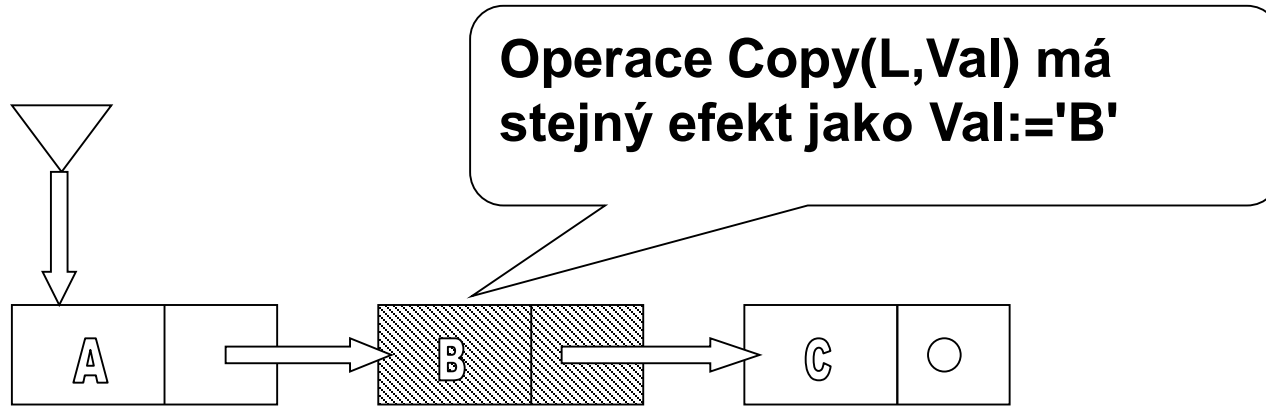 Operace Copy(L,Val) má
stejný efekt jako Val:='B'
A B C